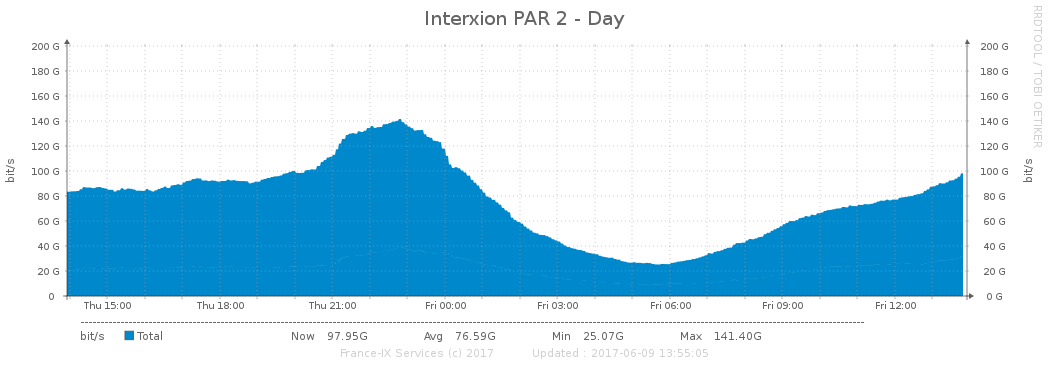 Interxion PAR 2 - Day
RRDTOOL / TOBI OETIKER
200 G 200 G
180 G 180 G
160 G 160 G
140 G 140 G
120 G 120 G
100 G 100 G
80 G 80 G
60 G 60 G
40 G 40 G
20 G 20 G
0 0 G
bit/s bit/s
Thu 15:00 Thu 18:00 Thu 21:00 Fri 00:00 Fri 03:00 Fri 06:00 Fri 09:00 Fri 12:00
bit/s Total Now 97.95G Avg 76.59G Min 25.07G Max 141.40G
France-IX Services (c) 2017 Updated : 2017-06-09 13:55:05